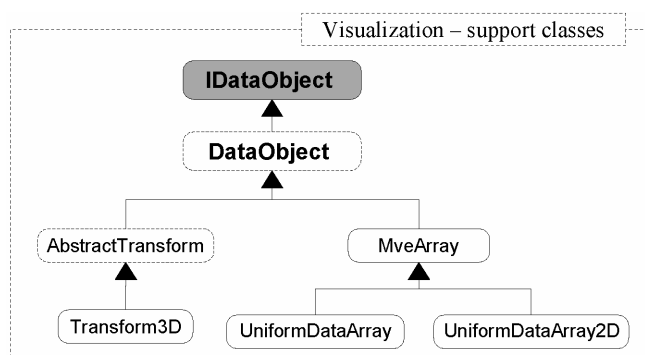 Visualization – support classes
IDataObject
DataObject
AbstractTransform
MveArray
Transform3D
UniformDataArray
UniformDataArray2D